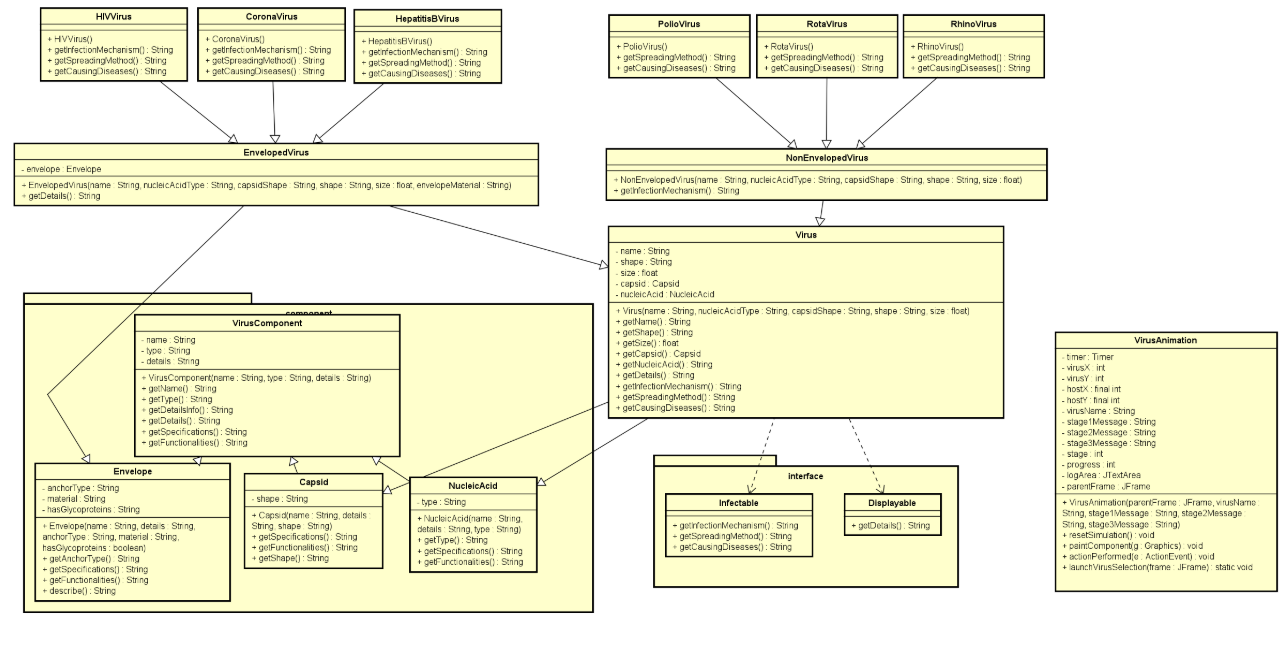 HIVVirus
+ HIVVirus()
+ getInfectionMechanism() : String
+ getSpreadingMethod() : String
+ getCausingDiseases() : String
CoronaVirus
+ CoronaVirus()
+ getInfectionMechanism() : String
+ getSpreadingMethod() : String
+ getCausingDiseases() : String
HepatitisBVirus
+ HepatitisBVirus()
+ getInfectionMechanism() : String
+ getSpreadingMethod() : String
+ getCausingDiseases() : String
PolioVirus
+ PolioVirus()
+ getSpreadingMethod() : String
+ getCausingDiseases() : String
RotaVirus
+ RotaVirus()
+ getSpreadingMethod() : String
+ getCausingDiseases() : String
RhinoVirus
+ RhinoVirus()
+ getSpreadingMethod() : String
+ getCausingDiseases() : String
EnvelopedVirus
- envelope : Envelope
+ EnvelopedVirus(name : String, nucleicAcidType : String, capsidShape : String, shape : String, size : float, envelopeMaterial : String)
+ getDetails() : String
NonEnvelopedVirus
+ NonEnvelopedVirus(name : String, nucleicAcidType : String, capsidShape : String, shape : String, size : float)
+ getInfectionMechanism() : String
Virus
- name : String
- shape : String
- size : float
- capsid : Capsid
- nucleicAcid : NucleicAcid
+ Virus(name : String, nucleicAcidType : String, capsidShape : String, shape : String, size : float)
+ getName() : String
+ getShape() : String
+ getSize() : float
+ getCapsid() : Capsid
+ getNucleicAcid() : String
+ getDetails() : String
+ getInfectionMechanism() : String
+ getSpreadingMethod() : String
+ getCausingDiseases() : String
component
VirusComponent
- name : String
- type : String
- details : String
+ VirusComponent(name : String, type : String, details : String)
+ getName() : String
+ getType() : String
+ getDetailsInfo() : String
+ getDetails() : String
+ getSpecifications() : String
+ getFunctionalities() : String
Envelope
- anchorType : String
- material : String
- hasGlycoproteins : String
+ Envelope(name : String, details : String,
anchorType : String, material : String,
hasGlycoproteins : boolean)
+ getAnchorType() : String
+ getSpecifications() : String
+ getFunctionalities() : String
+ describe() : String
Capsid
- shape : String
+ Capsid(name : String, details :
String, shape : String)
+ getSpecifications() : String
+ getFunctionalities() : String
+ getShape() : String
NucleicAcid
- type : String
+ NucleicAcid(name : String,
details : String, type : String)
+ getType() : String
+ getSpecifications() : String
+ getFunctionalities() : String
interface
Infectable
+ getInfectionMechanism() : String
+ getSpreadingMethod() : String
+ getCausingDiseases() : String
Displayable
+ getDetails() : String
VirusAnimation
- timer : Timer
- virusX : int
- virusY : int
- hostX : final int
- hostY : final int
- virusName : String
- stage1Message : String
- stage2Message : String
- stage3Message : String
- stage : int
- progress : int
- logArea : JTextArea
- parentFrame : JFrame
+ VirusAnimation(parentFrame : JFrame, virusName
String, stage1Message : String, stage2Message
String, stage3Message : String)
+ resetSimulation() : void
+ paintComponent(g : Graphics) : void
+ actionPerformed(e : ActionEvent) : void
+ launchVirusSelection(frame : JFrame) : static void